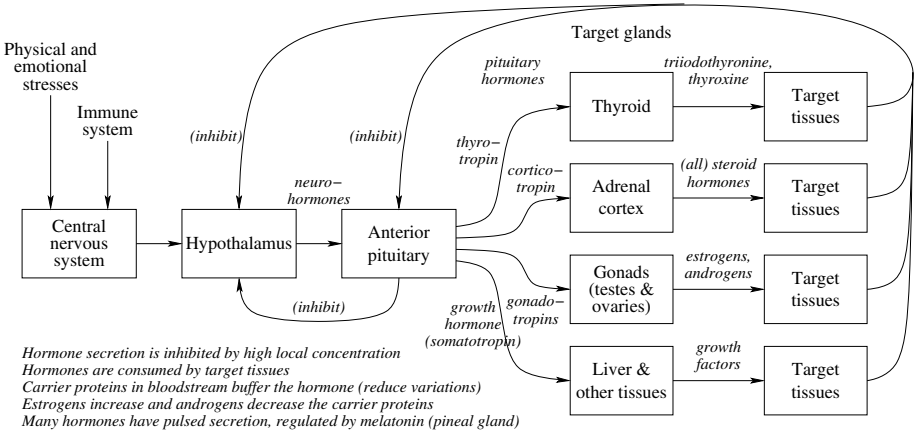 Target glands
Physical and
emotional
stresses
Immune
system
(inhibit)
(inhibit)
pituitary
hormones
triiodothyronine,
thyroxine
Thyroid
Target
tissues
thyro–
tropin
neuro–
hormones
cortico–
tropin
(all) steroid
hormones
Adrenal
cortex
Target
tissues
Central
nervous
system
Hypothalamus
Anterior
pituitary
estrogens,
androgens
Gonads
(testes &
ovaries)
Target
tissues
gonado–
tropins
(inhibit)
growth
hormone
(somatotropin)
growth
factors
Liver &
other tissues
Target
tissues
Hormone secretion is inhibited by high local concentration
Hormones are consumed by target tissues
Carrier proteins in bloodstream buffer the hormone (reduce variations)
Estrogens increase and androgens decrease the carrier proteins
Many hormones have pulsed secretion, regulated by melatonin (pineal gland)